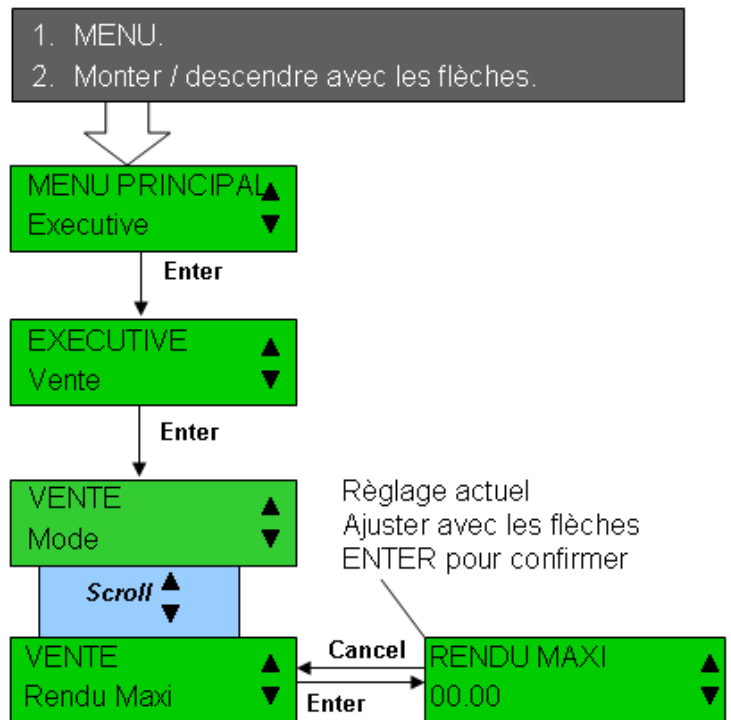 1. MENU.
2. Monter / descendre avec les flèches.
MENU PRINCIPAL
Executive
Enter
EXECUTIVE
Vente
Enter
VENTE
Mode
Règlage actuel
Ajuster avec les flèches
ENTER pour confirmer
Scroll
VENTE
Rendu Maxi
Cancel
Enter
RENDU MAXI
00.00